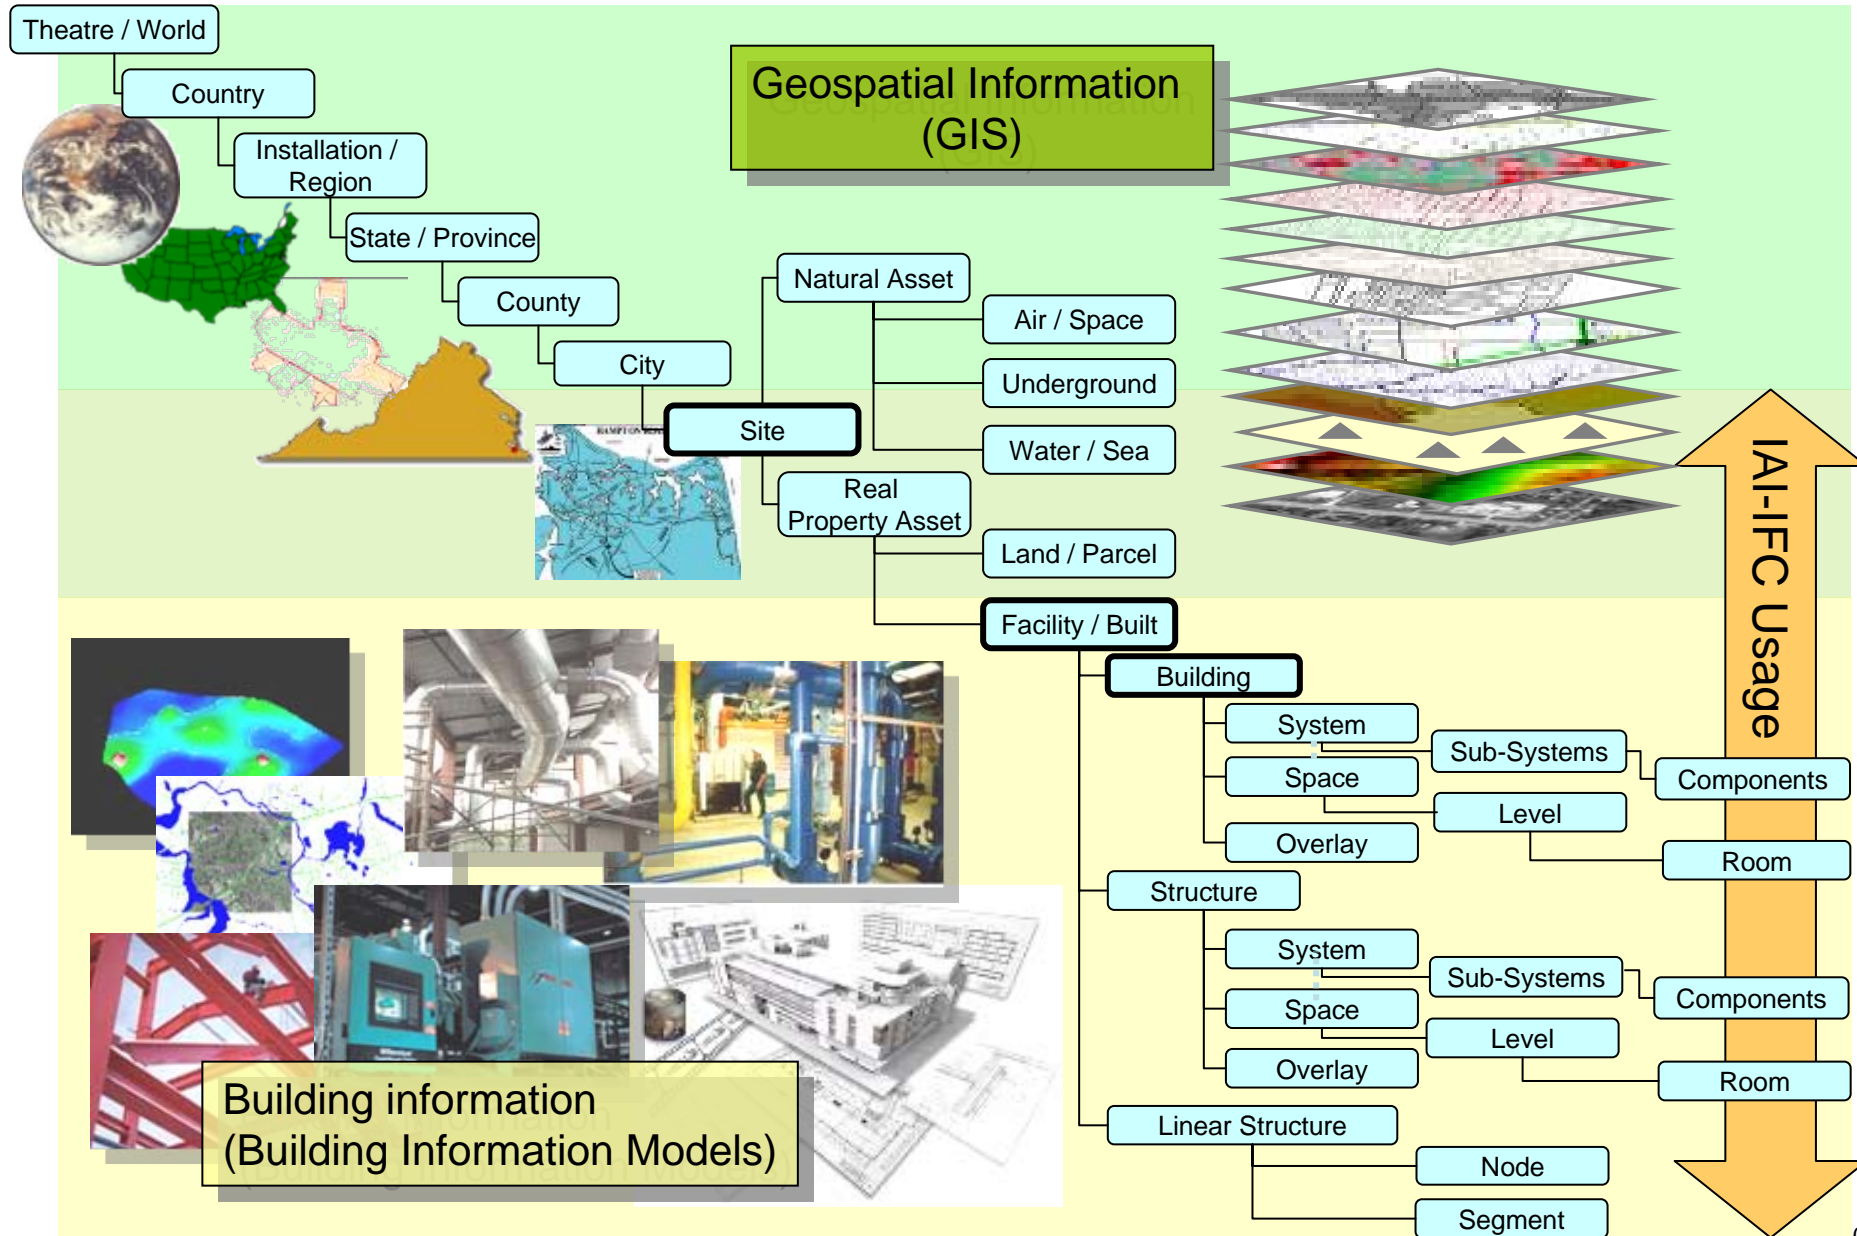 Theatre / World
Country
Installation /
Region
State / Province
County
City
Site
Geospatial Information
(GIS)
Natural Asset
Air / Space
Underground
Water / Sea
Real
Property Asset
Land / Parcel
Facility / Built
Building
System
Sub-Systems
Components
Space
Level
Room
Overlay
Structure
System
Sub-Systems
Components
Space
Level
Room
Overlay
Linear Structure
Node
Segment
IAI-IFC Usage
Building information
(Building Information Models)